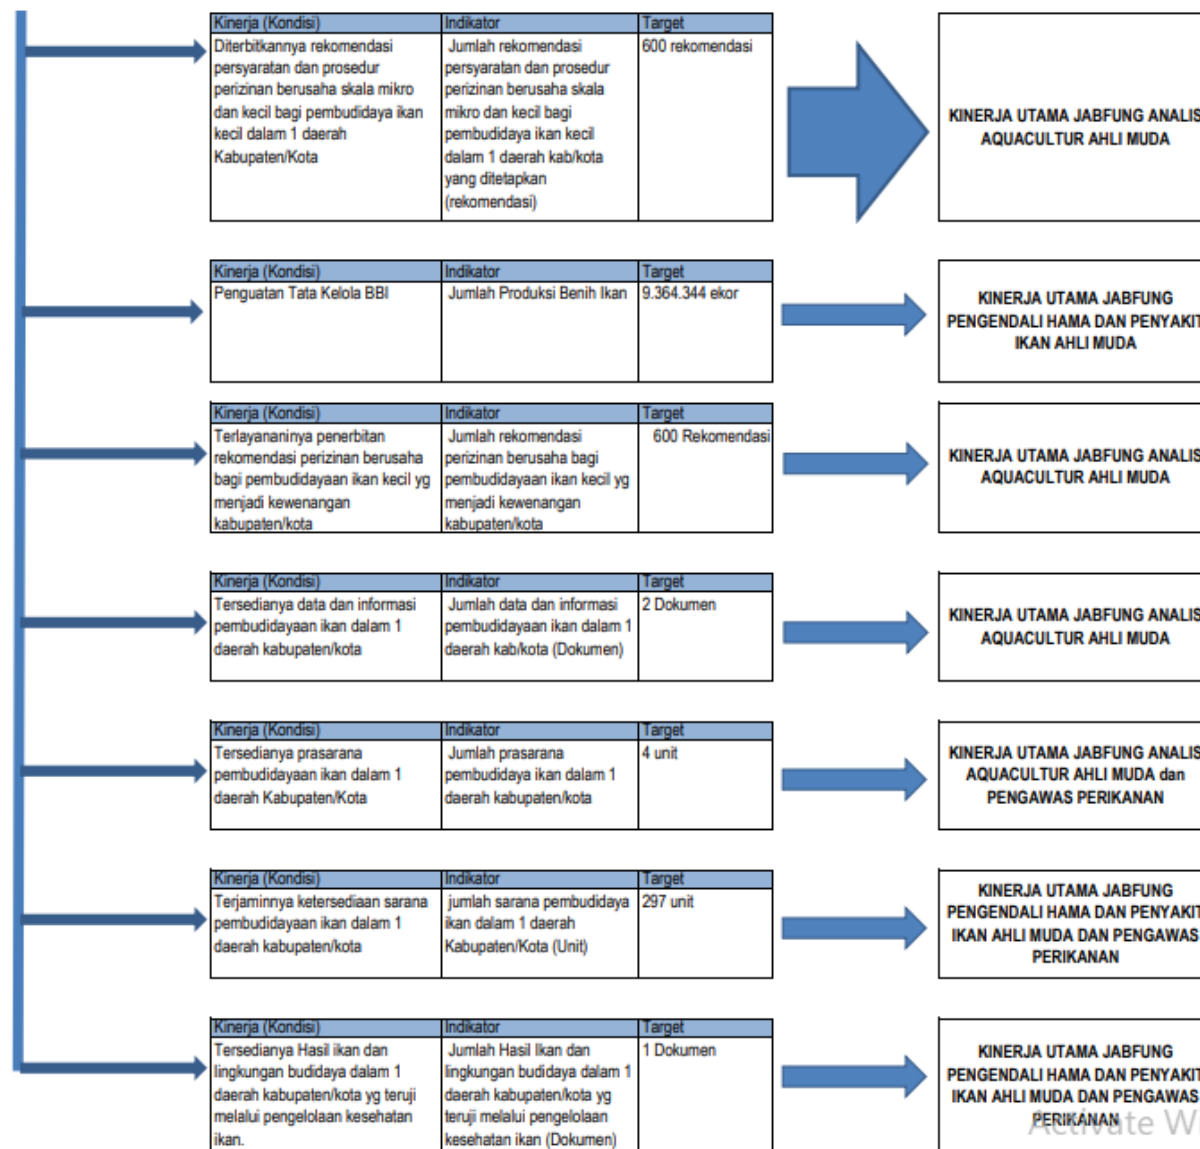 Kinerja (Kondisi) Indikator Target
Diterbitkannya rekomendasi
persyaratan dan prosedur
perizinan berusaha skala mikro
dan kecil bagi pembudidaya ikan
kecil dalam 1 daerah
Kabupaten/Kota
Jumlah rekomendasi
persyaratan dan prosedur
perizinan berusaha skala
mikro dan kecil bagi
pembudidaya ikan kecil
dalam 1 daerah kab/kota
yang ditetapkan
(rekomendasi)
600 rekomendasi
KINERJA UTAMA JABFUNG ANALIS
AQUACULTUR AHLI MUDA
Kinerja (Kondisi) Indikator Target
Penguatan Tata Kelola BBI
Jumlah Produksi Benih Ikan
9.364.344 ekor
KINERJA UTAMA JABFUNG
PENGENDALI HAMA DAN PENYAKIT
IKAN AHLI MUDA
Kinerja (Kondisi) Indikator Target
Terlayananinya penerbitan
rekomendasi perizinan berusaha
bagi pembudidayaan ikan kecil yg
menjadi kewenangan
kabupaten/kota
Jumlah rekomendasi
perizinan berusaha bagi
pembudidayaan ikan kecil yg
menjadi kewenangan
kabupaten/kota
600 Rekomendasi
KINERJA UTAMA JABFUNG ANALIS
AQUACULTUR AHLI MUDA
Kinerja (Kondisi) Indikator Target
Tersedianya data dan informasi
pembudidayaan ikan dalam 1
daerah kabupaten/kota
Jumlah data dan informasi
pembudidayaan ikan dalam 1
daerah kab/kota (Dokumen)
2 Dokumen
KINERJA UTAMA JABFUNG ANALIS
AQUACULTUR AHLI MUDA
Kinerja (Kondisi) Indikator Target
Tersedianya prasarana
pembudidayaan ikan dalam 1
daerah Kabupaten/Kota
Jumlah prasarana
pembudidaya ikan dalam 1
daerah kabupaten/kota
4 unit
KINERJA UTAMA JABFUNG ANALIS
AQUACULTUR AHLI MUDA dan
PENGAWAS PERIKANAN
Kinerja (Kondisi) Indikator Target
Terjaminnya ketersediaan sarana
pembudidayaan ikan dalam 1
daerah kabupaten/kota
jumlah sarana pembudidaya
ikan dalam 1 daerah
Kabupaten/Kota (Unit)
297 unit
KINERJA UTAMA JABFUNG
PENGENDALI HAMA DAN PENYAKIT
IKAN AHLI MUDA DAN PENGAWAS
PERIKANAN
Kinerja (Kondisi) Indikator Target
Tersedianya Hasil ikan dan
lingkungan budidaya dalam 1
daerah kabupaten/kota yg teruji
melalui pengelolaan kesehatan
ikan.
Jumlah Hasil Ikan dan
lingkungan budidaya dalam 1
daerah kabupaten/kota yg
teruji melalui pengelolaan
kesehatan ikan (Dokumen)
1 Dokumen
KINERJA UTAMA JABFUNG
PENGENDALI HAMA DAN PENYAKIT
IKAN AHLI MUDA DAN PENGAWAS
PERIKANAN
Activate Wi